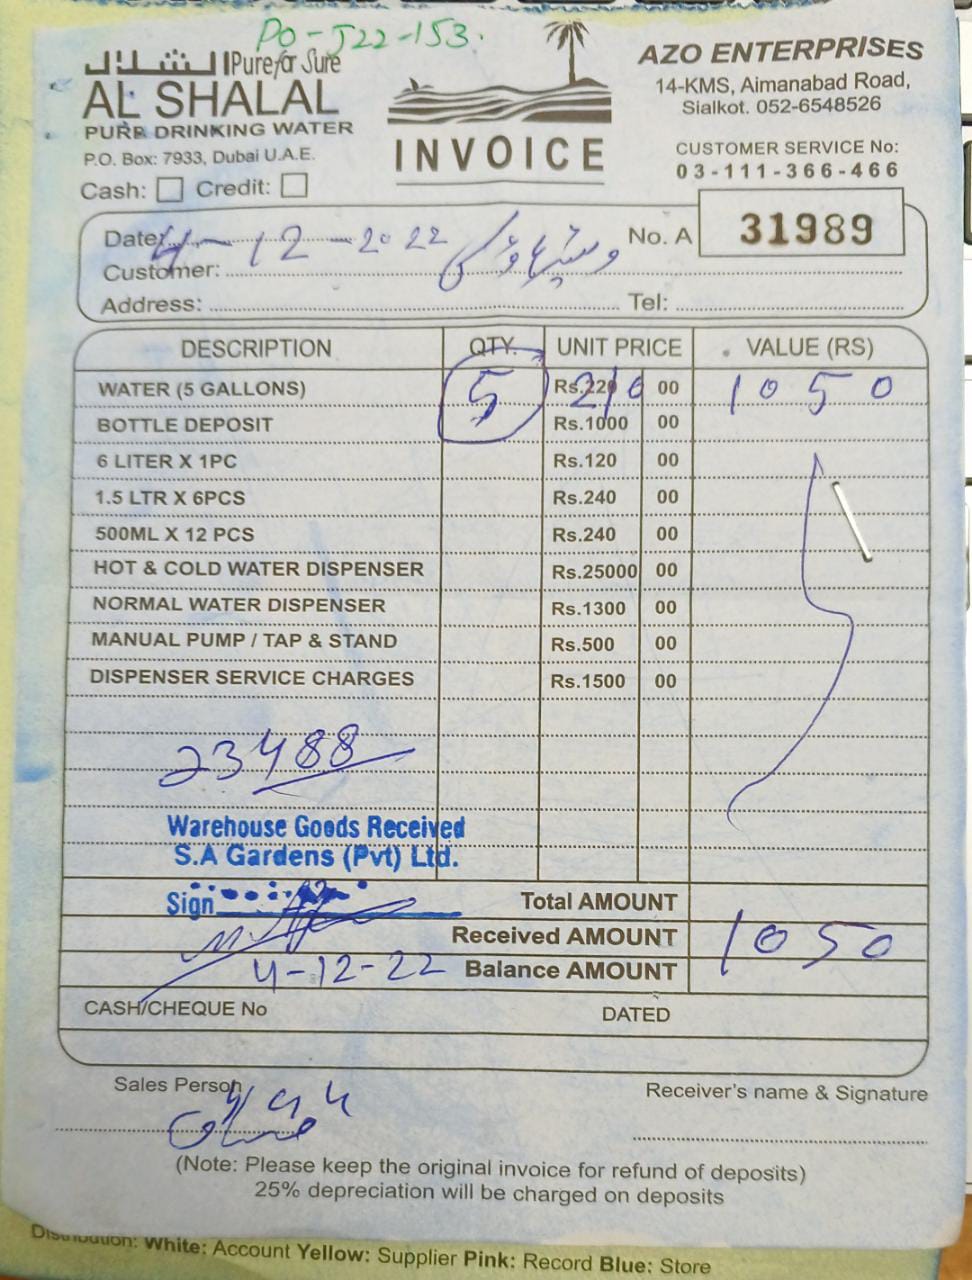 PO-J22-153.
الشلال Pure for Sure
AL SHALAL
PURE DRINKING WATER
P.O. Box: 7933, Dubai U.A.E.
Cash: Credit:
INVOICE
AZO ENTERPRISES
14-KMS, Aimanabad Road,
Sialkot. 052-6548526
CUSTOMER SERVICE No:
03-111-366-466
Date: 4-12-2022 No. A 31989
Customer:
Address: Tel:
DESCRIPTION QTY. UNIT PRICE VALUE (RS)
WATER (5 GALLONS) 5 Rs.220 210 00 1050
BOTTLE DEPOSIT Rs.1000 00
6 LITER X 1PC Rs.120 00
1.5 LTR X 6PCS Rs.240 00
500ML X 12 PCS Rs.240 00
HOT & COLD WATER DISPENSER Rs.25000 00
NORMAL WATER DISPENSER Rs.1300 00
MANUAL PUMP / TAP & STAND Rs.500 00
DISPENSER SERVICE CHARGES Rs.1500 00
23488
Warehouse Goods Received
S.A Gardens (Pvt) Ltd.
Sign
Total AMOUNT
Received AMOUNT 1050
4-12-22 Balance AMOUNT
CASH/CHEQUE No DATED
Sales Person Receiver's name & Signature
(Note: Please keep the original invoice for refund of deposits)
25% depreciation will be charged on deposits
Distribution: White: Account Yellow: Supplier Pink: Record Blue: Store